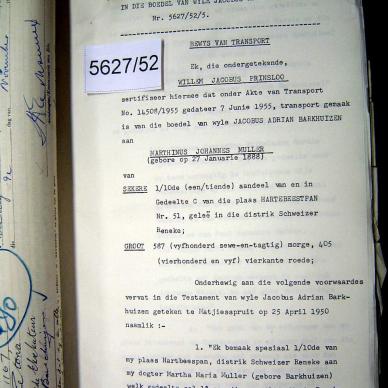 IN DIE BOEDEL VAN WYLE JACOBUS
Nr. 5627/52/5.
5627/52
BEWYS VAN TRANSPORT
Ek, die ondergetekende,
WILLEM JACOBUS PRINSLOO
sertifiseer hiermee dat onder Akte van Transport
No. 14508/1955 gedateer 7 Junie 1955, transport gemaak
is van die boedel van wyle JACOBUS ADRIAN BARKHUIZEN
aan
MARTHINUS JOHANNES MULLER
(gebore op 27 Januarie 1888)
van
SEKERE 1/10de (een/tiende) aandeel van en in
Gedeelte C van die plaas HARTEBEESTPAN
Nr. 51, geleë in die distrik Schweizer
Reneke;
GROOT 587 (vyfhonderd sewe-en-tagtig) morge, 405
(vierhonderd en vyf) vierkante roede;
Onderhewig aan die volgende voorwaardes
vervat in die Testament van wyle Jacobus Adrian Bark-
huizen geteken te Matjiesspruit op 25 April 1950
naamlik :-
1. "Ek bemaak spesiaal 1/10de van
my plaas Hartbeespan, distrik Schweizer Reneke aan
my dogter Martha Maria Muller (gebore Barkhuizen)